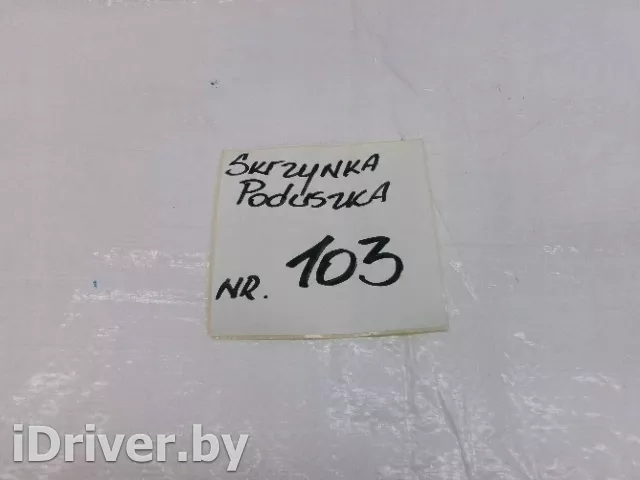 SKRZYNKA
PODUSZKA
NR. 103
iDriver.by